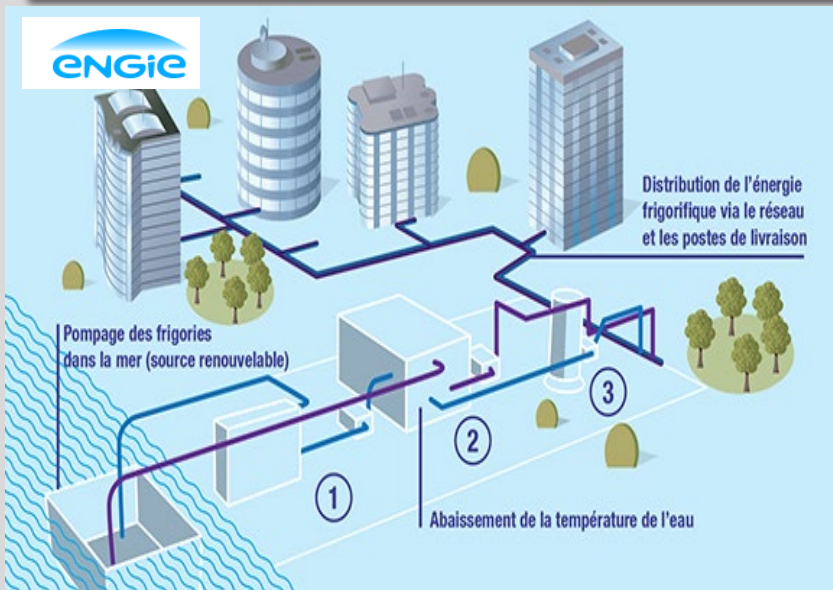 ENGIE
Distribution de l'énergie
frigorifique via le réseau
et les postes de livraison
Pompage des frigories
dans la mer (source renouvelable)
3
2
1
Abaissement de la température de l'eau